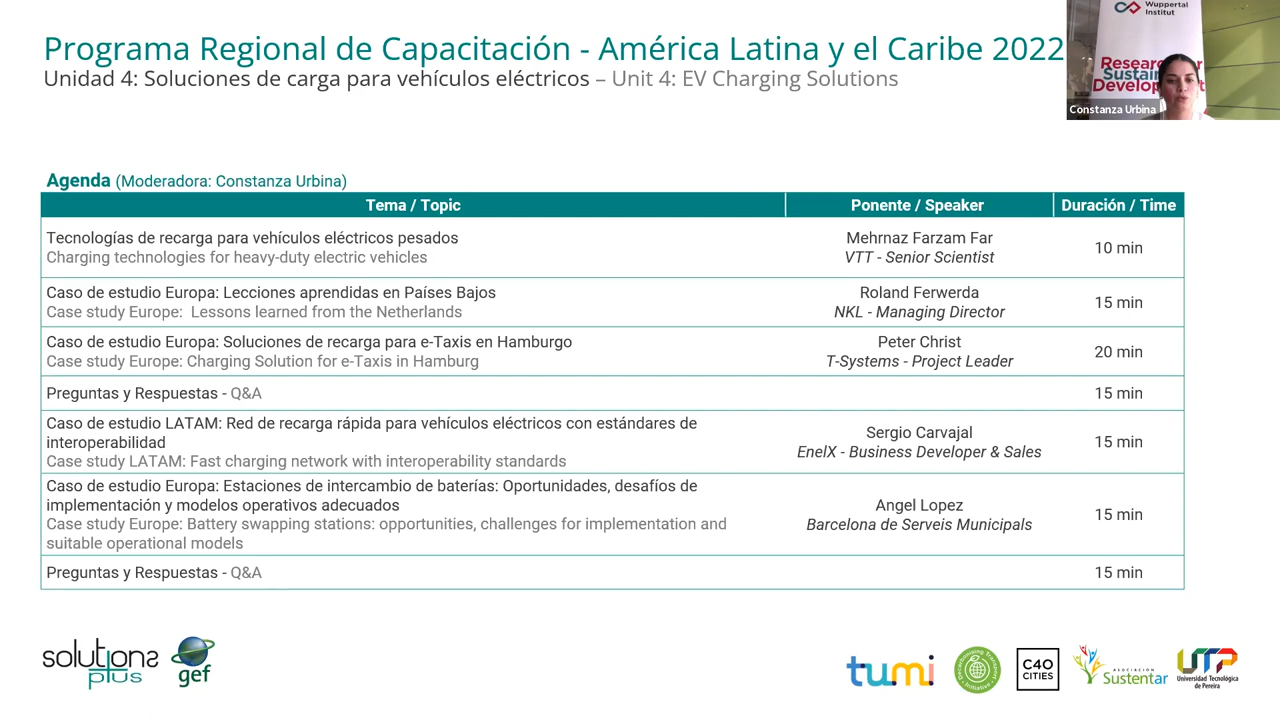 Programa Regional de Capacitación - América Latina y el Caribe 2022
Unidad 4: Soluciones de carga para vehículos eléctricos – Unit 4: EV Charging Solutions
Wuppertal
Institut
Constanza Urbina
Agenda (Moderadora: Constanza Urbina)
Tema / Topic
Ponente / Speaker
Duración / Time
Tecnologías de recarga para vehículos eléctricos pesados
Charging technologies for heavy-duty electric vehicles
Mehrnaz Farzam Far
VTT - Senior Scientist
10 min
Caso de estudio Europa: Lecciones aprendidas en Países Bajos
Case study Europe: Lessons learned from the Netherlands
Roland Ferwerda
NKL - Managing Director
15 min
Caso de estudio Europa: Soluciones de recarga para e-Taxis en Hamburgo
Case study Europe: Charging Solution for e-Taxis in Hamburg
Peter Christ
T-Systems - Project Leader
20 min
Preguntas y Respuestas - Q&A
15 min
Caso de estudio LATAM: Red de recarga rápida para vehículos eléctricos con estándares de
interoperabilidad
Case study LATAM: Fast charging network with interoperability standards
Sergio Carvajal
EnelX - Business Developer & Sales
15 min
Caso de estudio Europa: Estaciones de intercambio de baterías: Oportunidades, desafíos de
implementación y modelos operativos adecuados
Case study Europe: Battery swapping stations: opportunities, challenges for implementation and
suitable operational models
Angel Lopez
Barcelona de Serveis Municipals
15 min
Preguntas y Respuestas - Q&A
15 min
solutions
plus
gef
tumi
C40
CITIES
ASOCIACIÓN
Sustentar
UTP
Universidad Tecnológica
de Pereira